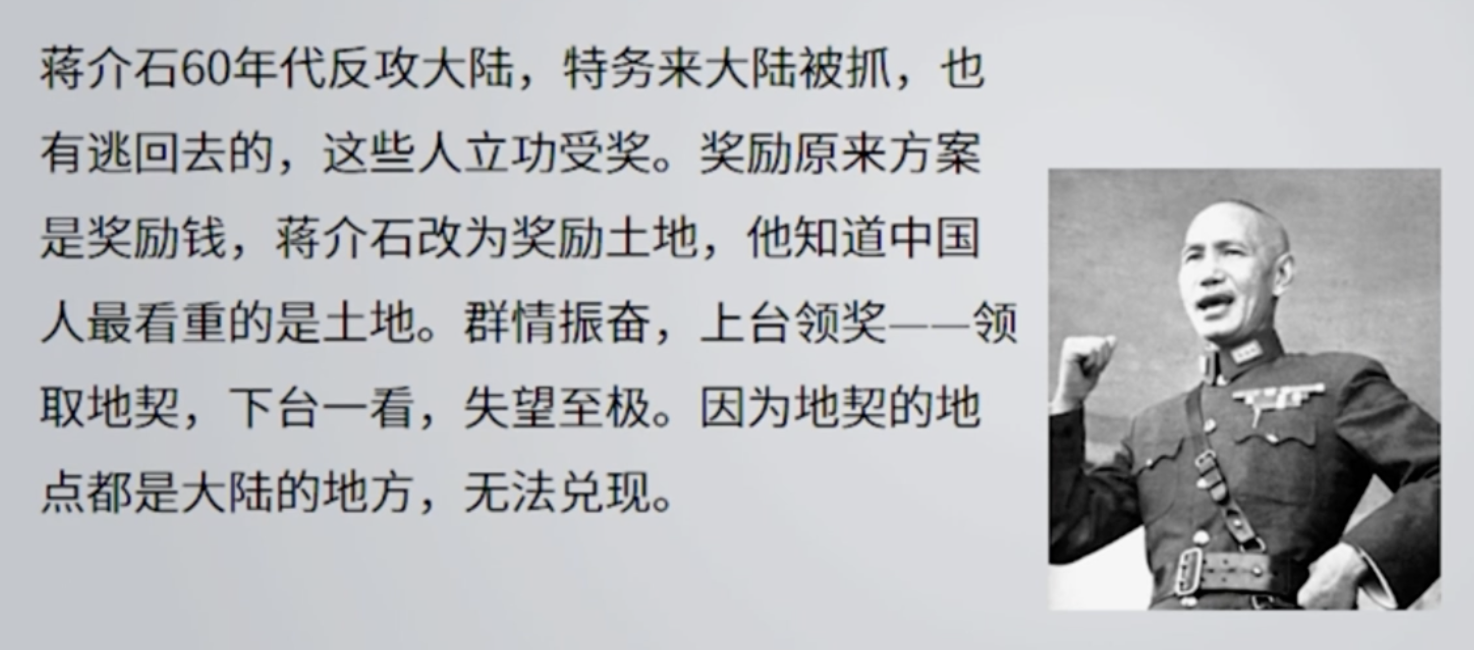 蒋介石60年代反攻大陆，特务来大陆被抓，也
有逃回去的，这些人立功受奖。奖励原来方案
是奖励钱，蒋介石改为奖励土地，他知道中国
人最看重的是土地。群情振奋，上台领奖——领
取地契，下台一看，失望至极。因为地契的地
点都是大陆的地方，无法兑现。